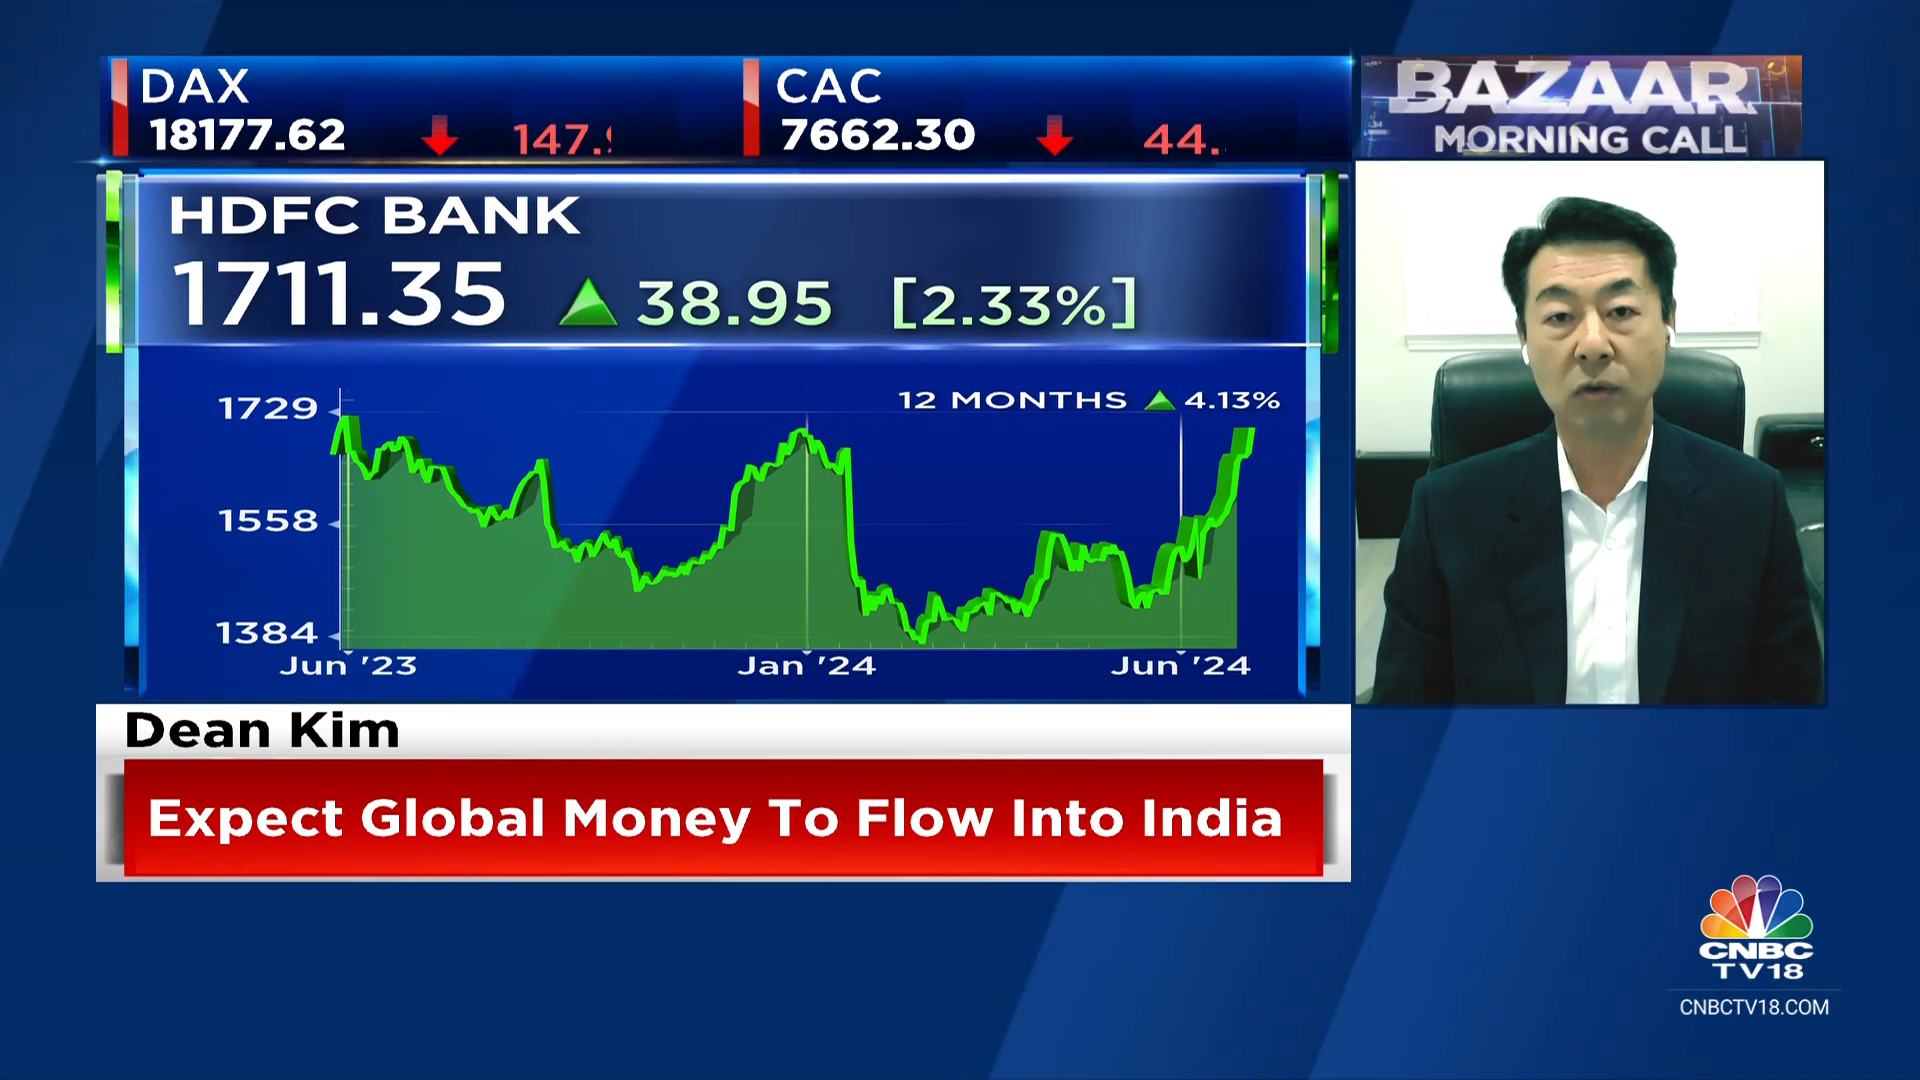 DAX
18177.62 147.
CAC
7662.30 44.
BAZAAR
MORNING CALL
HDFC BANK
1711.35 38.95 [2.33%]
12 MONTHS 4.13%
1729
1558
1384
Jun '23 Jan '24 Jun '24
Dean Kim
Expect Global Money To Flow Into India
CNBC
TV18
CNBCTV18.COM